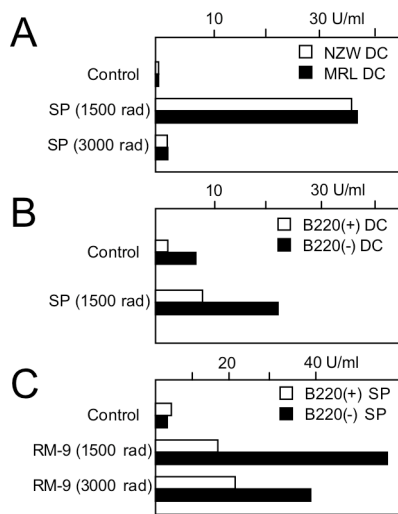 A
10 30 U/ml
NZW DC
MRL DC
Control
SP (1500 rad)
SP (3000 rad)
B
10 30 U/ml
B220(+) DC
B220(-) DC
Control
SP (1500 rad)
C
20 40 U/ml
B220(+) SP
B220(-) SP
Control
RM-9 (1500 rad)
RM-9 (3000 rad)